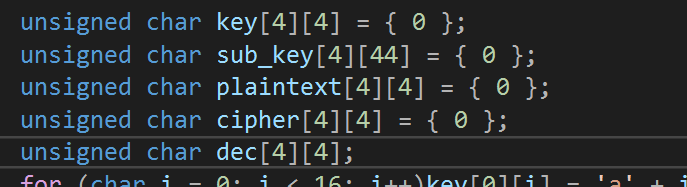 unsigned char key[4][4] = { 0 };
unsigned char sub_key[4][44] = { 0 };
unsigned char plaintext[4][4] = { 0 };
unsigned char cipher[4][4] = { 0 };
unsigned char dec[4][4];
for (char i = 0; i < 16; i++)key[0][i] = 'a' + i